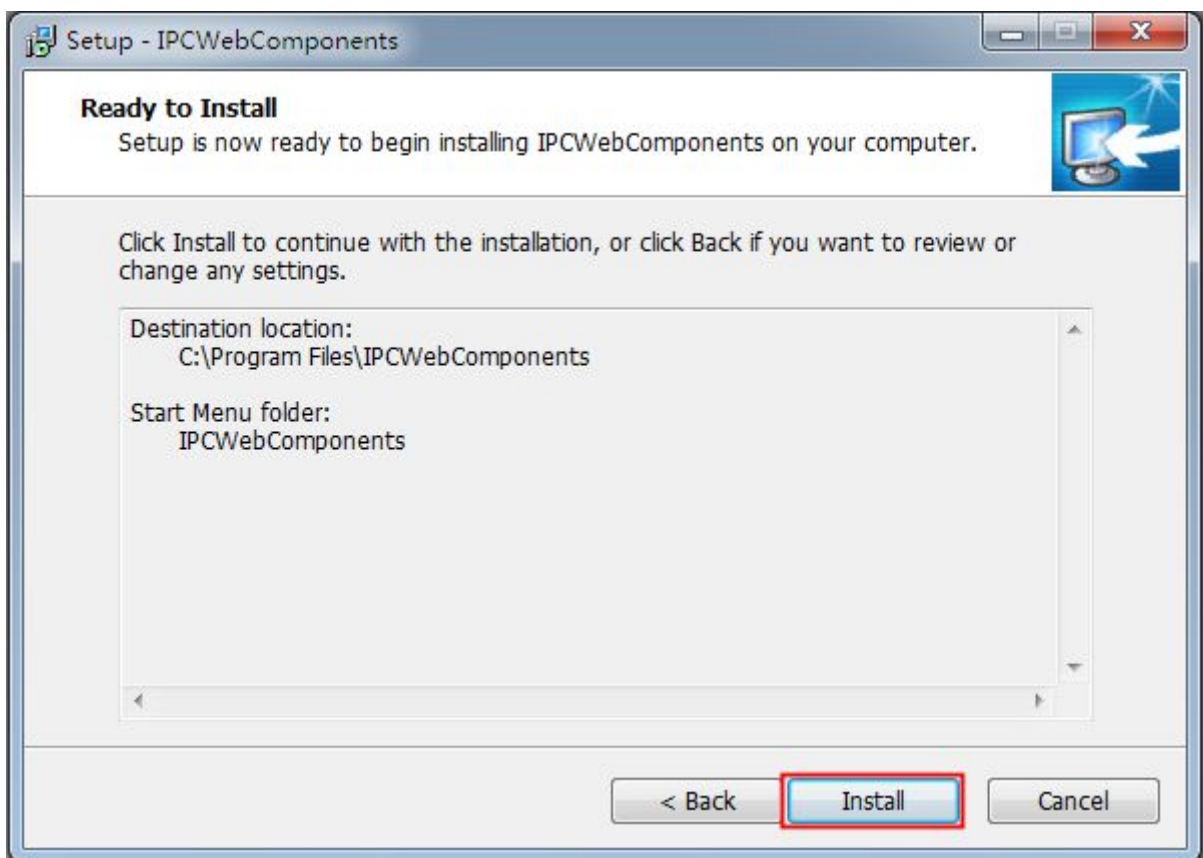 Setup - IPCWebComponents
Ready to Install
Setup is now ready to begin installing IPCWebComponents on your computer.
Click Install to continue with the installation, or click Back if you want to review or
change any settings.
Destination location:
C:\Program Files\IPCWebComponents
Start Menu folder:
IPCWebComponents
< Back
Install
Cancel